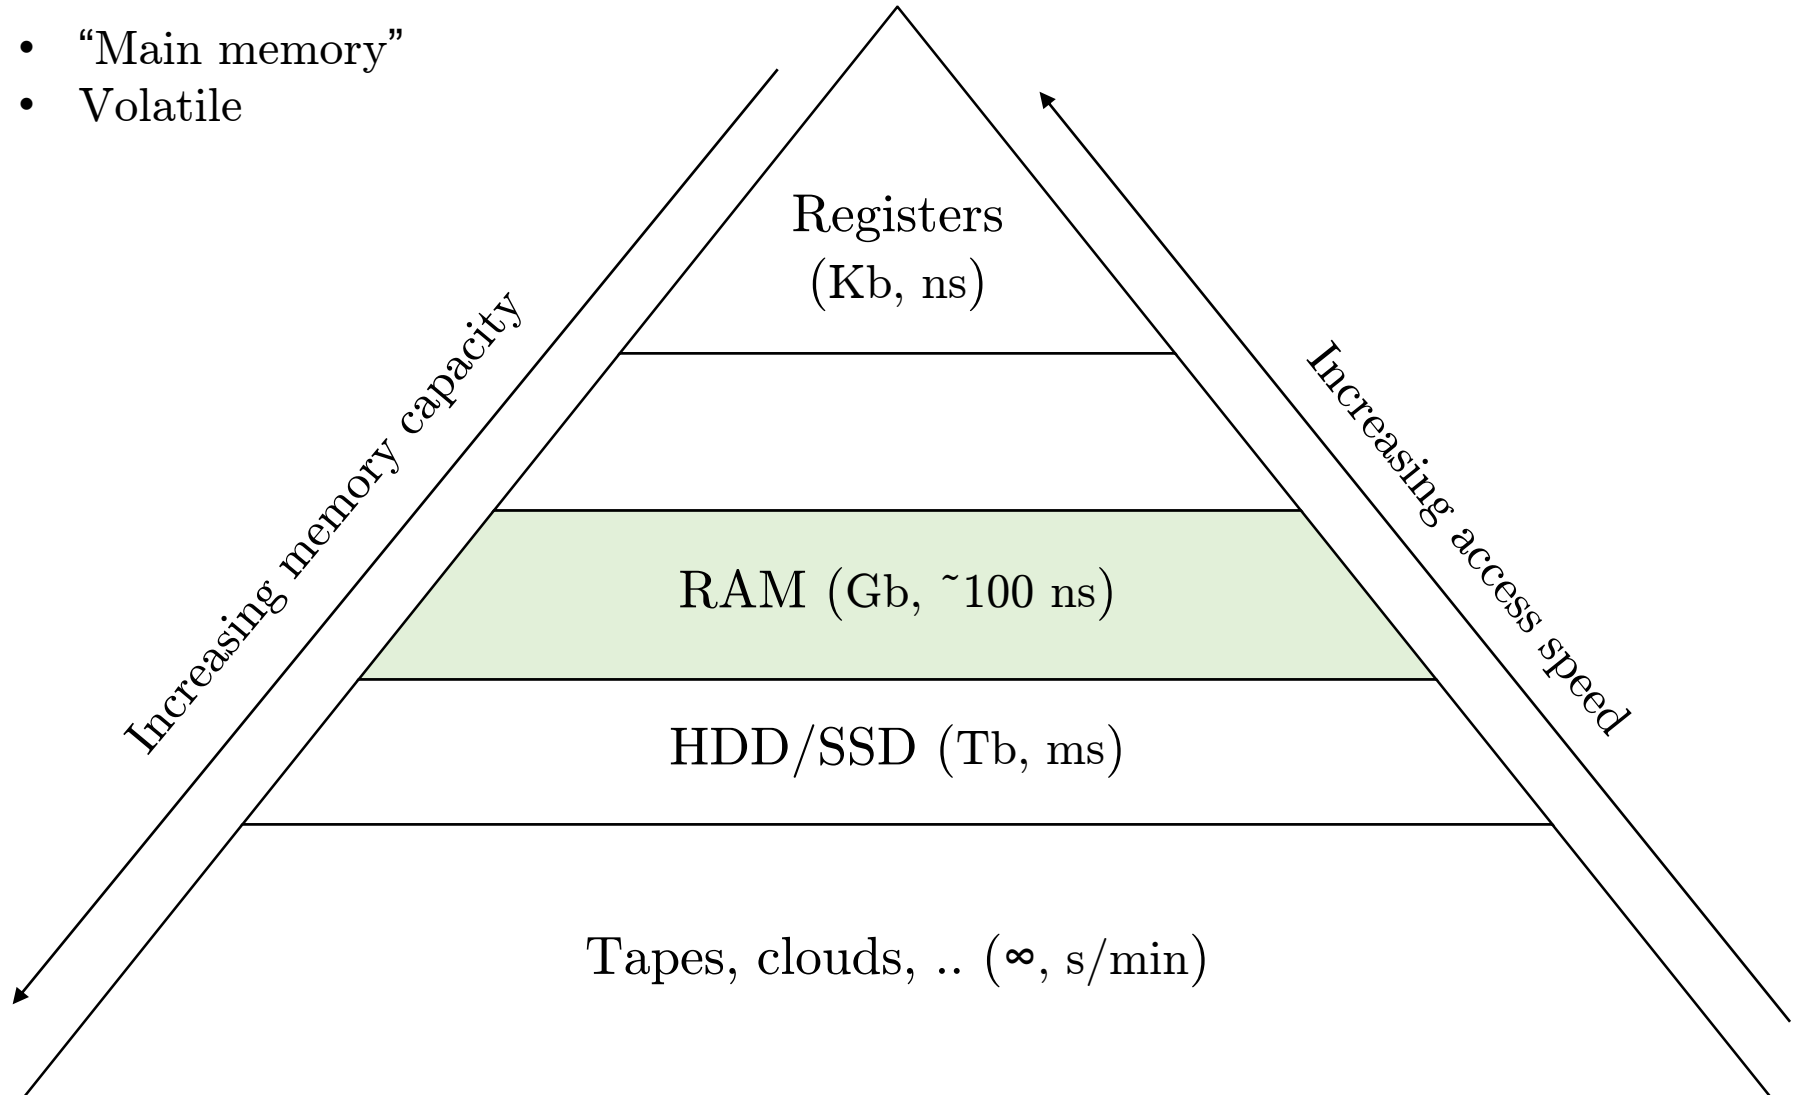 • “Main memory”
• Volatile
Registers
(Kb, ns)
Increasing memory capacity
Increasing access speed
RAM (Gb, ~100 ns)
HDD/SSD (Tb, ms)
Tapes, clouds, .. (∞, s/min)